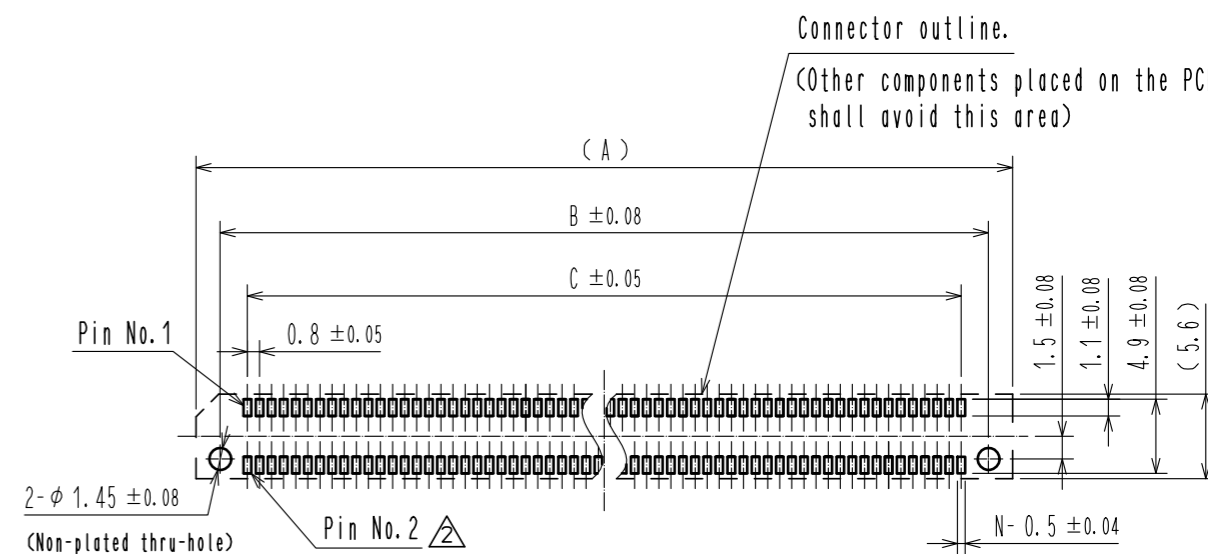 Connector outline.
(Other components placed on the PC
shall avoid this area)
(A)
B ±0.08
C ±0.05
Pin No.1
0.8 ±0.05
1.5 ±0.08
1.1 ±0.08
4.9 ±0.08
(5.6)
2-φ 1.45 ±0.08
(Non-plated thru-hole)
Pin No.2 2
N- 0.5 ±0.04